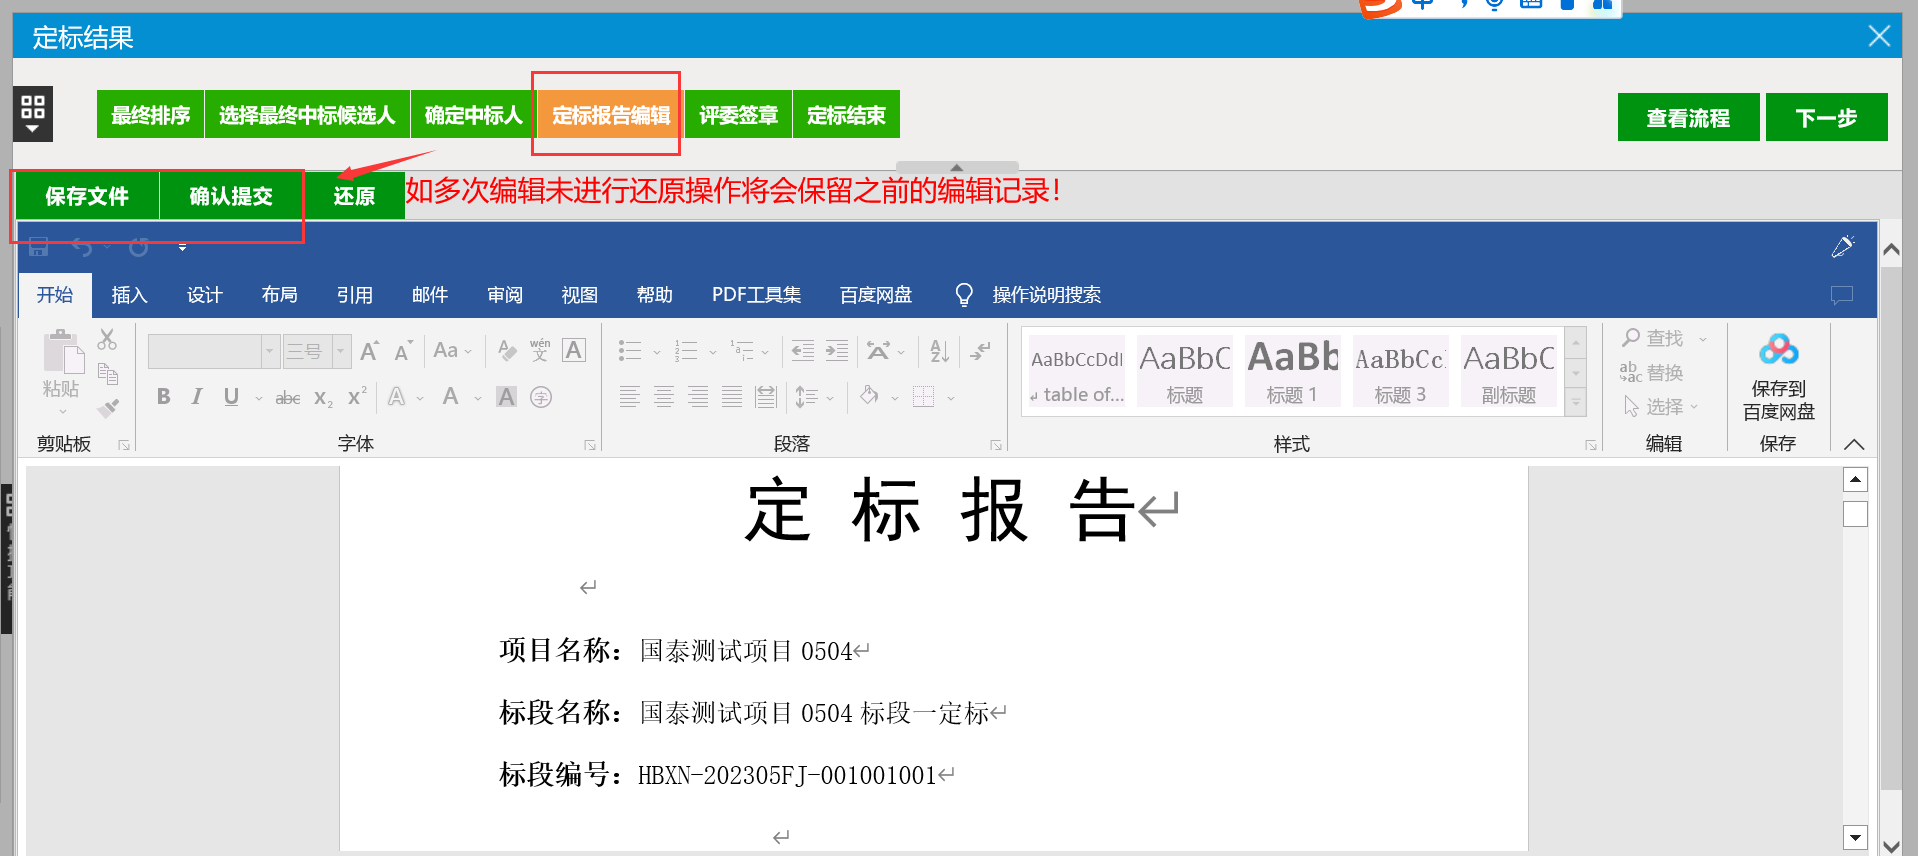 中
定标结果
最终排序 选择最终中标候选人 确定中标人 定标报告编辑 评委签章 定标结束
查看流程 下一步
保存文件 确认提交 还原 如多次编辑未进行还原操作将会保留之前的编辑记录！
开始 插入 设计 布局 引用 邮件 审阅 视图 帮助 PDF工具集 百度网盘 操作说明搜索
粘贴
剪贴板
三号 A A Aa wén 文 A
B I U abc X₂ X² A A A 字
字体
段落
AaBbCcDdI AaBbC AaBb AaBbCc AaBbC
table of... 标题 标题 1 标题 3 副标题
样式
查找
替换
选择
编辑
保存到
百度网盘
保存
定 标 报 告
项目名称：国泰测试项目 0504
标段名称：国泰测试项目 0504 标段一定标
标段编号：HBXN-202305FJ-001001001